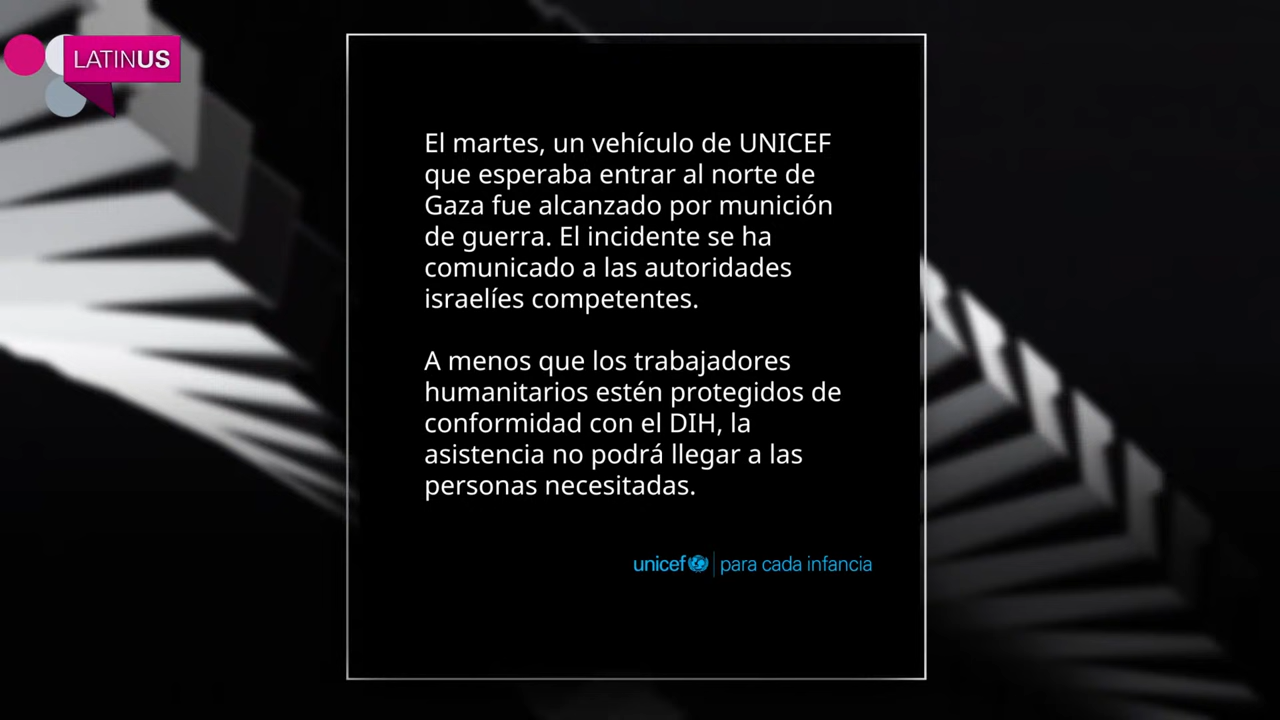 LATINUS
El martes, un vehículo de UNICEF
que esperaba entrar al norte de
Gaza fue alcanzado por munición
de guerra. El incidente se ha
comunicado a las autoridades
israelíes competentes.
A menos que los trabajadores
humanitarios estén protegidos de
conformidad con el DIH, la
asistencia no podrá llegar a las
personas necesitadas.
unicef | para cada infancia